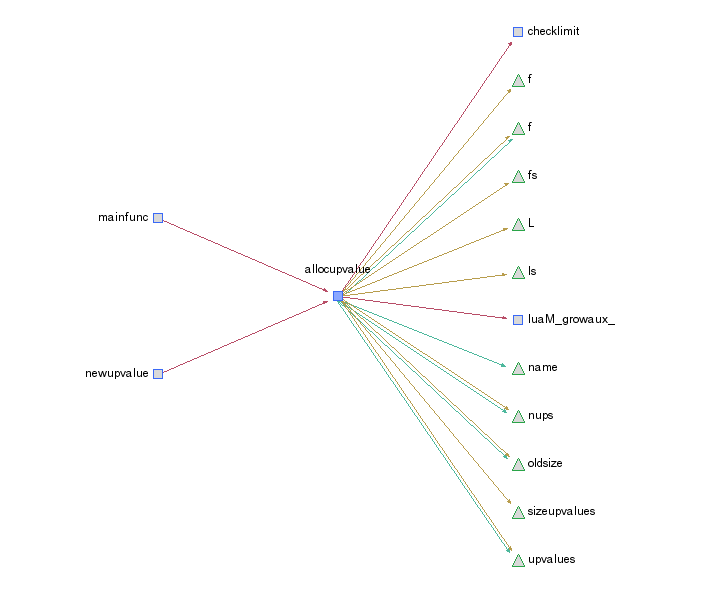 checklimit
f
f
fs
L
ls
luaM_growaux_
name
nups
oldsize
sizeupvalues
upvalues
allocupvalue
mainfunc
newupvalue